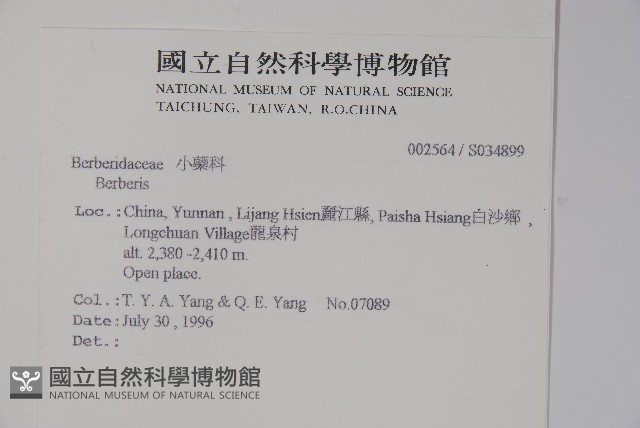 國立自然科學博物館
NATIONAL MUSEUM OF NATURAL SCIENCE
TAICHUNG, TAIWAN, R.O.CHINA
002564 / S034899
Berberidaceae 小蘗科
Berberis
Loc.:China, Yunnan , Lijang Hsien麗江縣, Paisha Hsiang白沙鄉 ,
Longchuan Village龍泉村
alt. 2,380 -2,410 m.
Open place.
Col.:T. Y. A. Yang & Q. E. Yang No.07089
Date:July 30 , 1996
Det.:
國立自然科學博物館
NATIONAL MUSEUM OF NATURAL SCIENCE